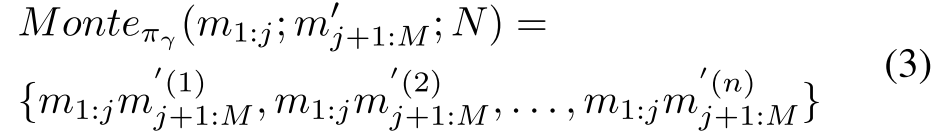 Monte_{π_γ}(m_{1:j}; m'_{j+1:M}; N) =
{m_{1:j}m^{'(1)}_{j+1:M}, m_{1:j}m^{'(2)}_{j+1:M}, . . . , m_{1:j}m^{'(n)}_{j+1:M}}
(3)